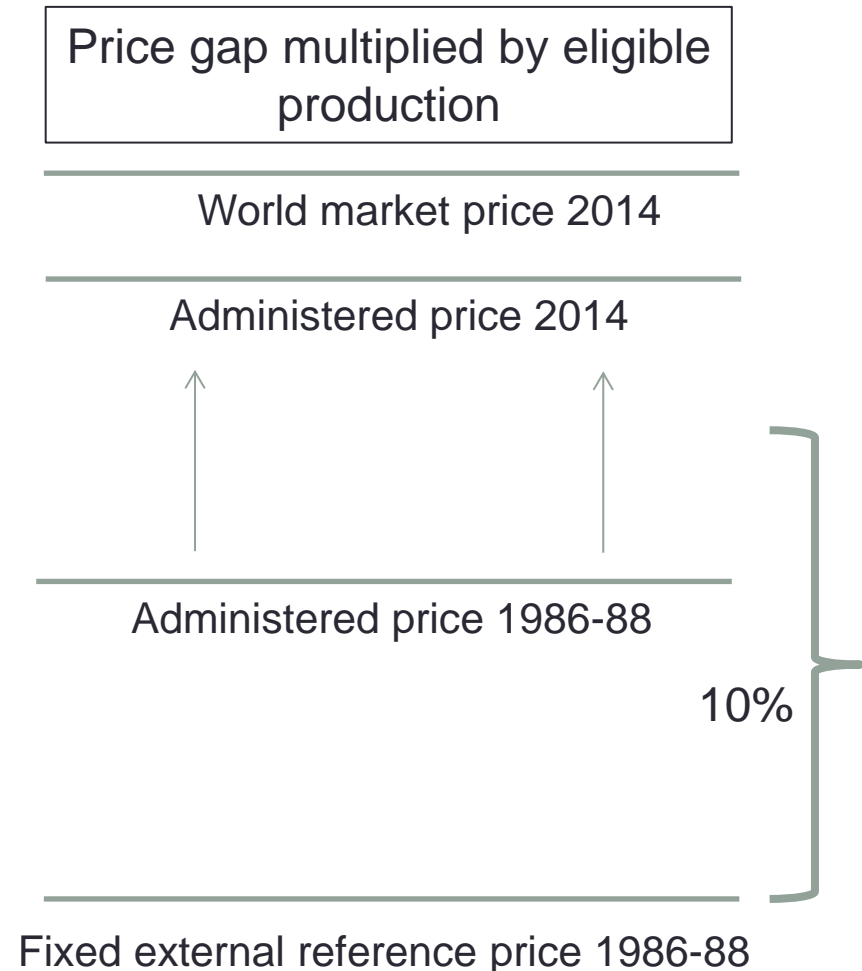 Price gap multiplied by eligible
production
World market price 2014
Administered price 2014
Administered price 1986-88
10%
Fixed external reference price 1986-88